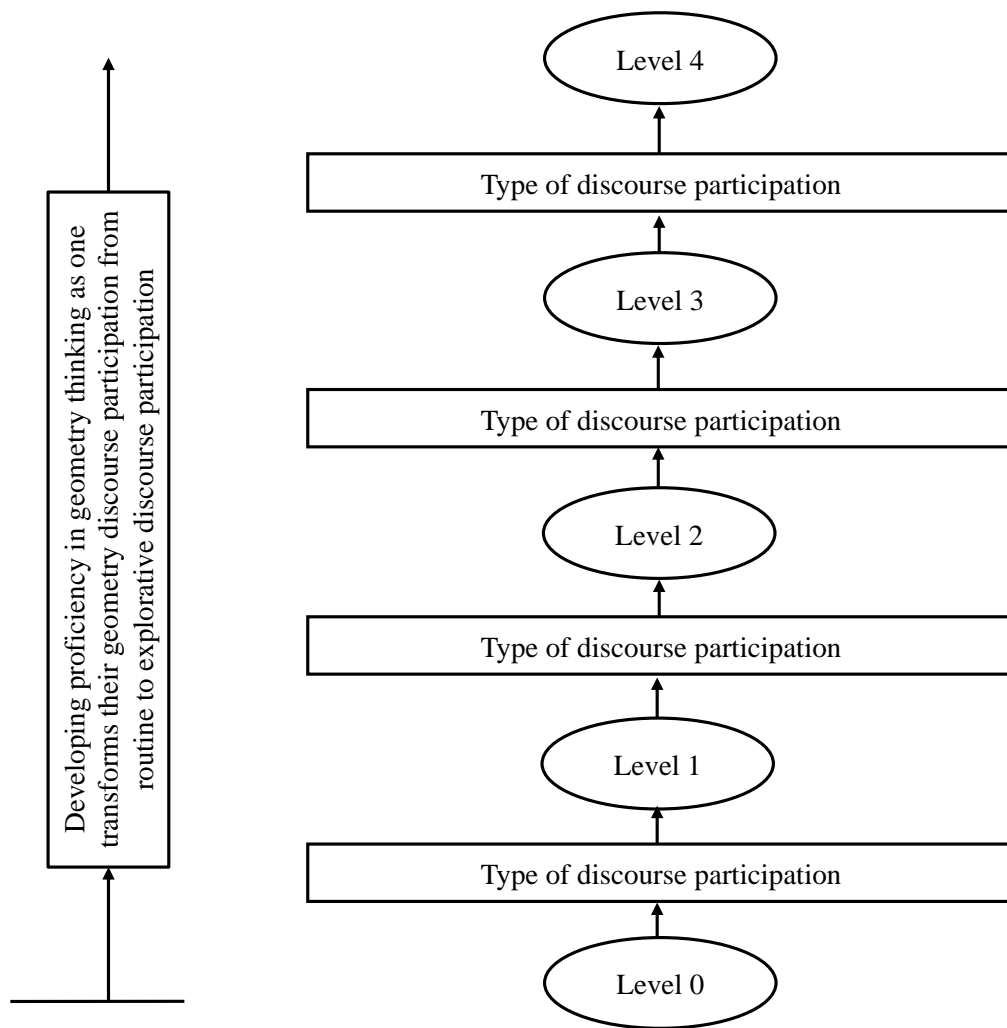 Developing proficiency in geometry thinking as one
transforms their geometry discourse participation from
routine to explorative discourse participation
Level 4
Type of discourse participation
Level 3
Type of discourse participation
Level 2
Type of discourse participation
Level 1
Type of discourse participation
Level 0